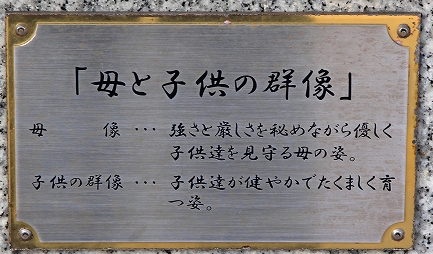 「母と子供の群像」
母　　像 ··· 強さと厳しさを秘めながら優しく
子供達を見守る母の姿。
子供の群像 ··· 子供達が健やかでたくましく育
つ姿。